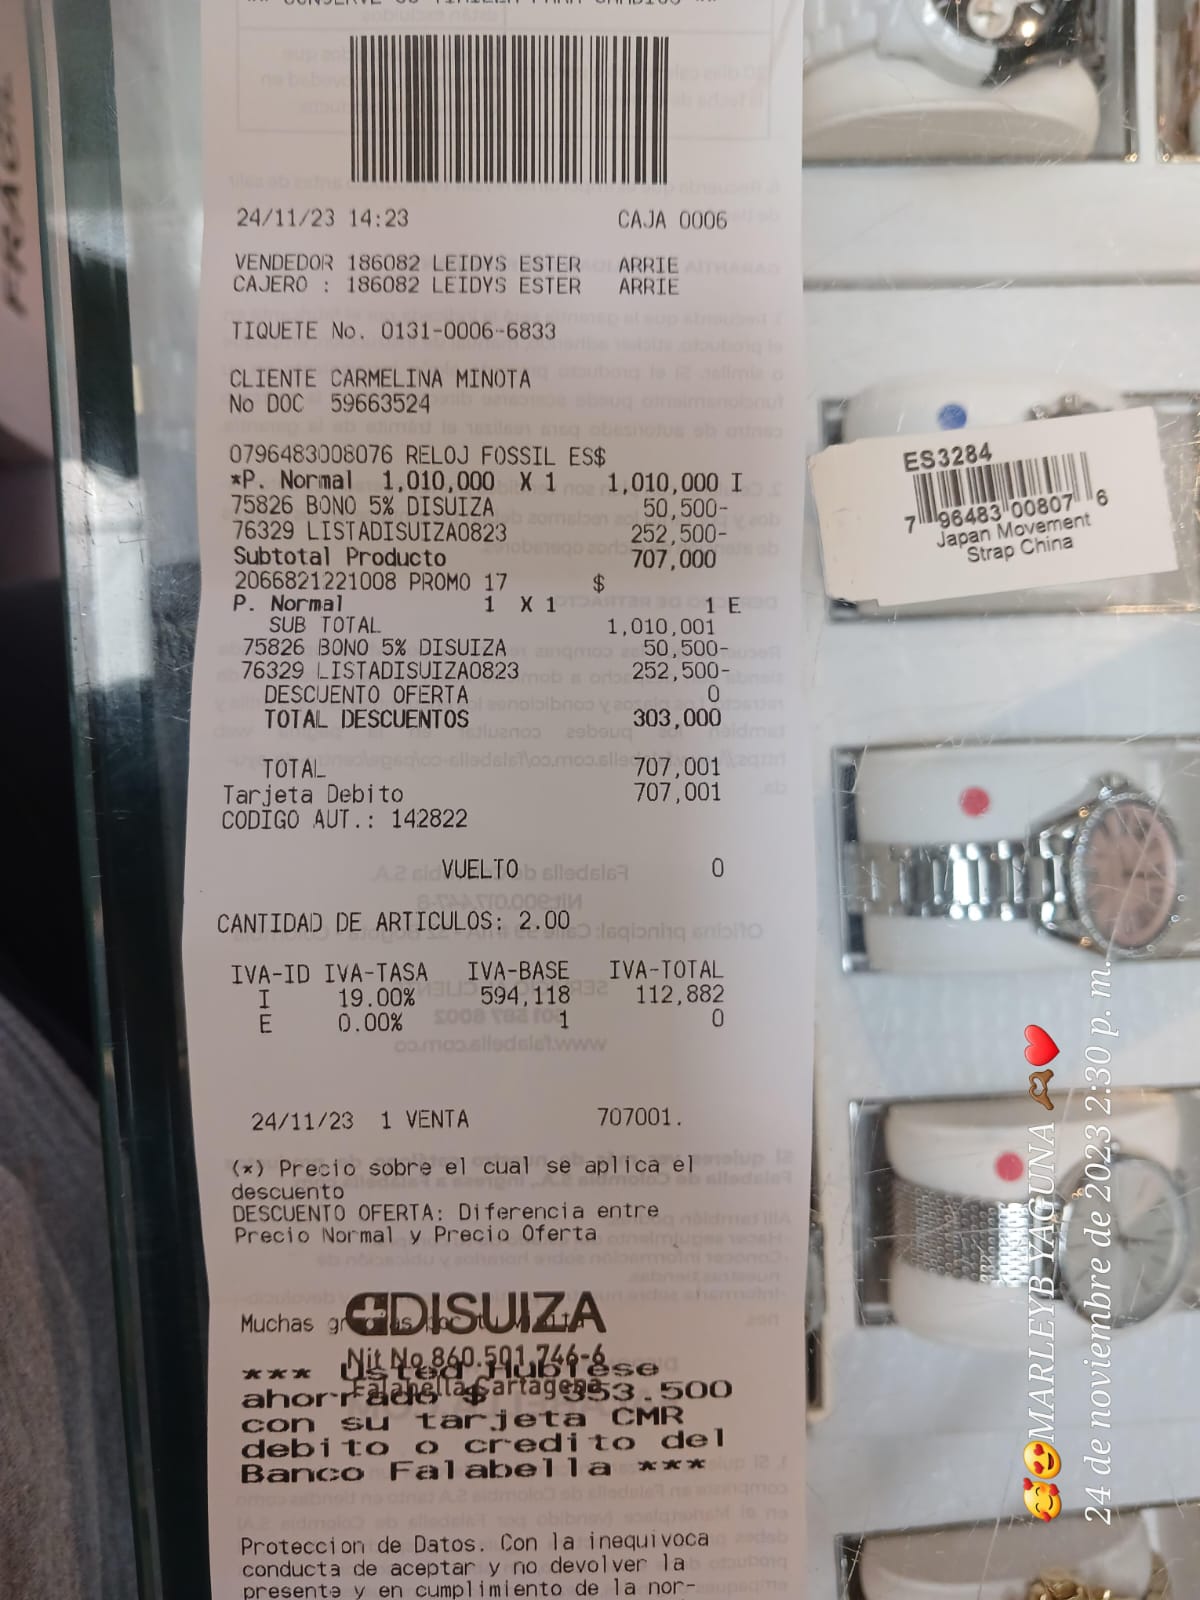 24/11/23 14:23 CAJA 0006
VENDEDOR 186082 LEIDYS ESTER ARRIE
CAJERO : 186082 LEIDYS ESTER ARRIE
TIQUETE No. 0131-0006-6833
CLIENTE CARMELINA MINOTA
No DOC 59663524
0796483008076 RELOJ FOSSIL ES$
*P. Normal 1,010,000 X 1 1,010,000 I
75826 BONO 5% DISUIZA 50,500-
76329 LISTADISUIZA0823 252,500-
Subtotal Producto 707,000
2066821221008 PROMO 17 $
P. Normal 1 X 1 1 E
SUB TOTAL 1,010,001
75826 BONO 5% DISUIZA 50,500-
76329 LISTADISUIZA0823 252,500-
DESCUENTO OFERTA 0
TOTAL DESCUENTOS 303,000
TOTAL 707,001
Tarjeta Debito 707,001
CODIGO AUT.: 142822
VUELTO 0
CANTIDAD DE ARTICULOS: 2.00
IVA-ID IVA-TASA IVA-BASE IVA-TOTAL
I 19.00% 594,118 112,882
E 0.00% 1 0
24/11/23 1 VENTA 707001.
(*) Precio sobre el cual se aplica el
descuento
DESCUENTO OFERTA: Diferencia entre
Precio Normal y Precio Oferta
Muchas gracias por tu
DISUIZA
Nit No 860.501.746-6
Falabella Cartagena
*** Usted Hubiese
ahorrado $ 353.500
con su tarjeta CMR
debito o credito del
Banco Falabella ***
Proteccion de Datos. Con la inequivoca
conducta de aceptar y no devolver la
presente y en cumplimiento de la nor-
ES3284
7 96483 00807 6
Japan Movement
Strap China
🥰😍MARLEYBYAGUNA 🫶🏾❤️
24 de noviembre de 2023 2:30 p. m.